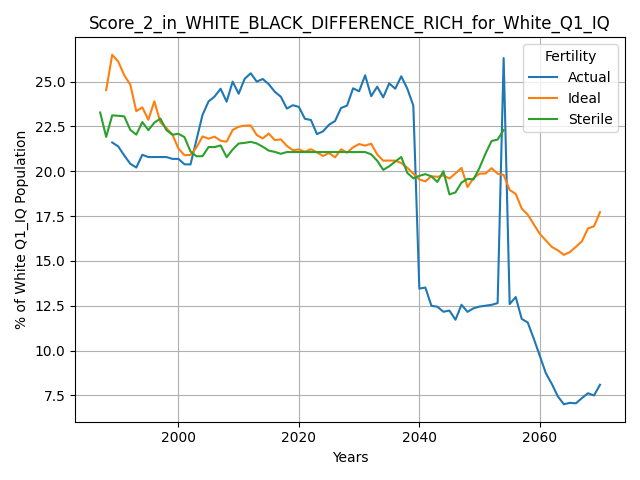 Score_2_in_WHITE_BLACK_DIFFERENCE_RICH_for_White_Q1_IQ
Fertility
Actual
Ideal
Sterile
% of White Q1_IQ Population
25.0
22.5
20.0
17.5
15.0
12.5
10.0
7.5
2000
2020
2040
2060
Years